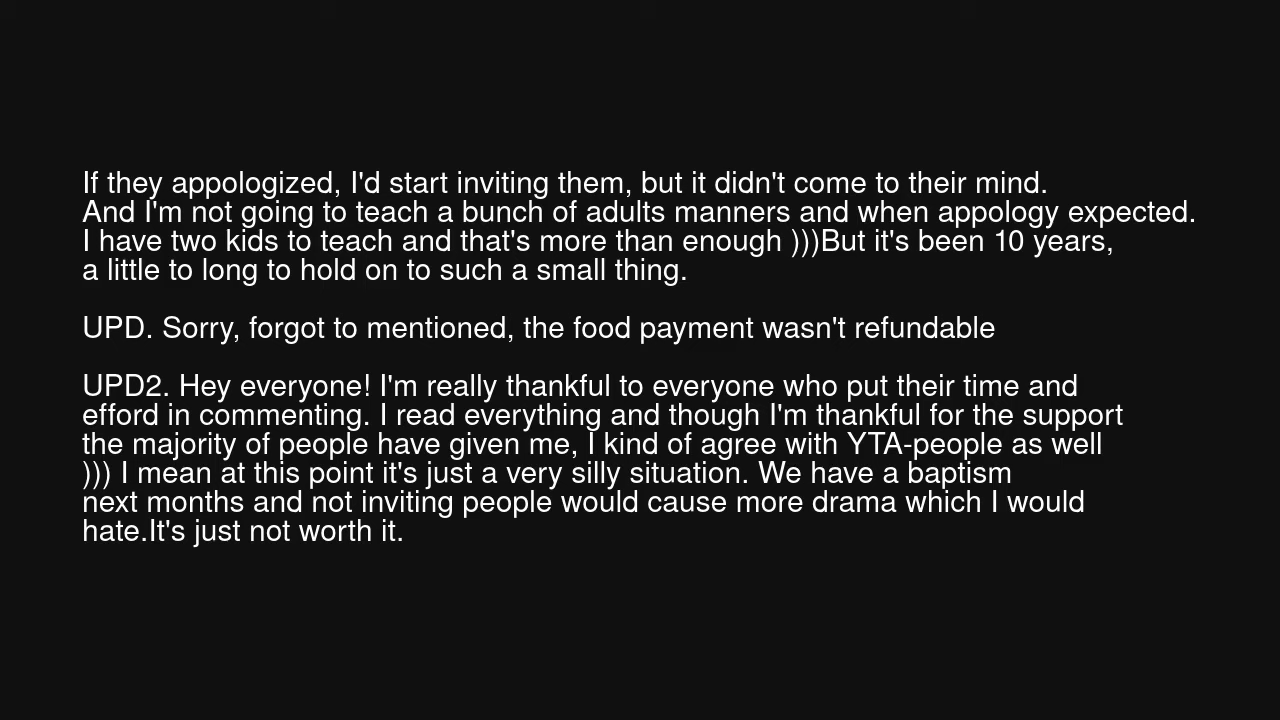 If they appologized, I'd start inviting them, but it didn't come to their mind.
And I'm not going to teach a bunch of adults manners and when appology expected.
I have two kids to teach and that's more than enough )))But it's been 10 years,
a little to long to hold on to such a small thing.
UPD. Sorry, forgot to mentioned, the food payment wasn't refundable
UPD2. Hey everyone! I'm really thankful to everyone who put their time and
efford in commenting. I read everything and though I'm thankful for the support
the majority of people have given me, I kind of agree with YTA-people as well
))) I mean at this point it's just a very silly situation. We have a baptism
next months and not inviting people would cause more drama which I would
hate.It's just not worth it.